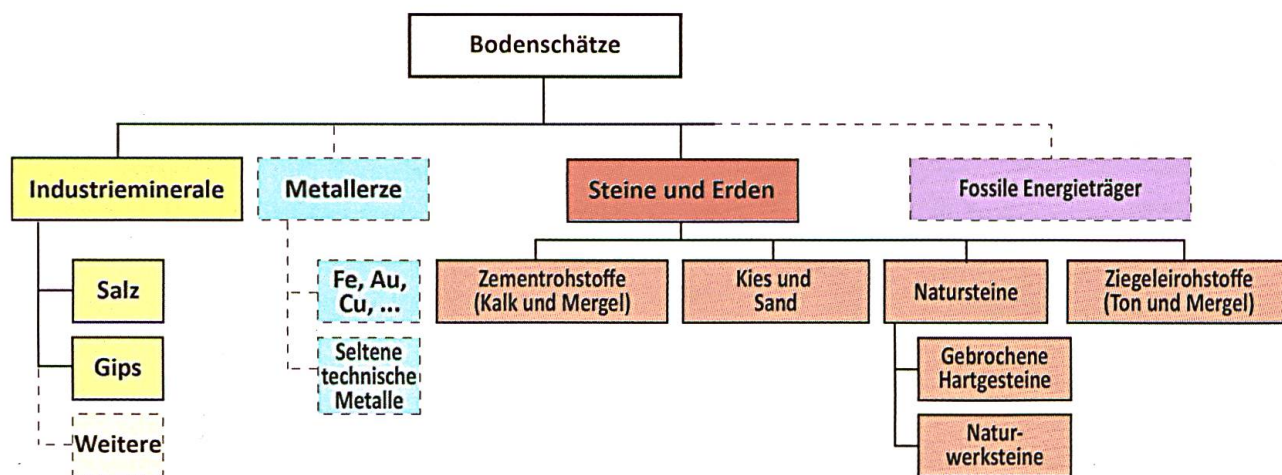 Bodenschätze
Industrieminerale
Metallerze
Steine und Erden
Fossile Energieträger
Salz
Gips
Weitere
Fe, Au,
Cu, ...
Seltene
technische
Metalle
Zementrohstoffe
(Kalk und Mergel)
Kies und
Sand
Natursteine
Gebrochene
Hartgesteine
Natur-
werksteine
Ziegeleirohstoffe
(Ton und Mergel)